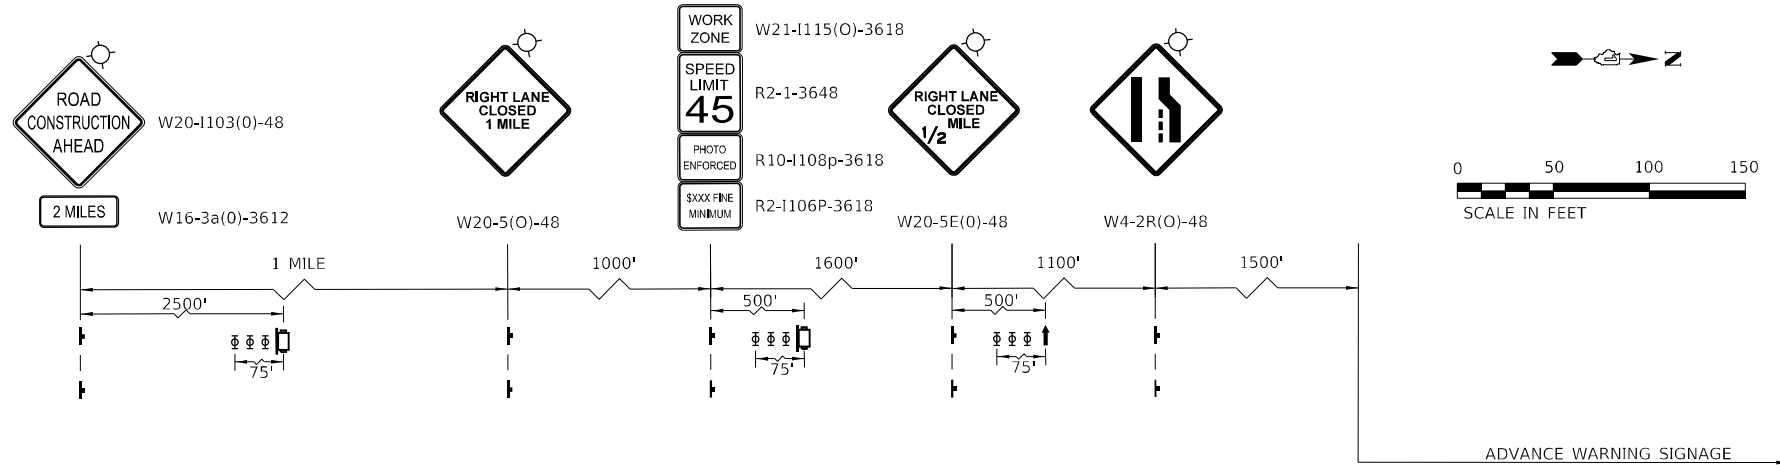 ROAD
CONSTRUCTION
AHEAD
W20-I103(0)-48
2 MILES
W16-3a(0)-3612
RIGHT LANE
CLOSED
1 MILE
W20-5(O)-48
WORK
ZONE
W21-I115(O)-3618
SPEED
LIMIT
45
R2-1-3648
PHOTO
ENFORCED
R10-I108p-3618
$XXX FINE
MINIMUM
R2-I106P-3618
RIGHT LANE
CLOSED
1/2 MILE
W20-5E(0)-48
W4-2R(O)-48
N
0 50 100 150
SCALE IN FEET
1 MILE 1000' 1600' 1100' 1500'
2500' 500' 500'
75' 75' 75'
ADVANCE WARNING SIGNAGE